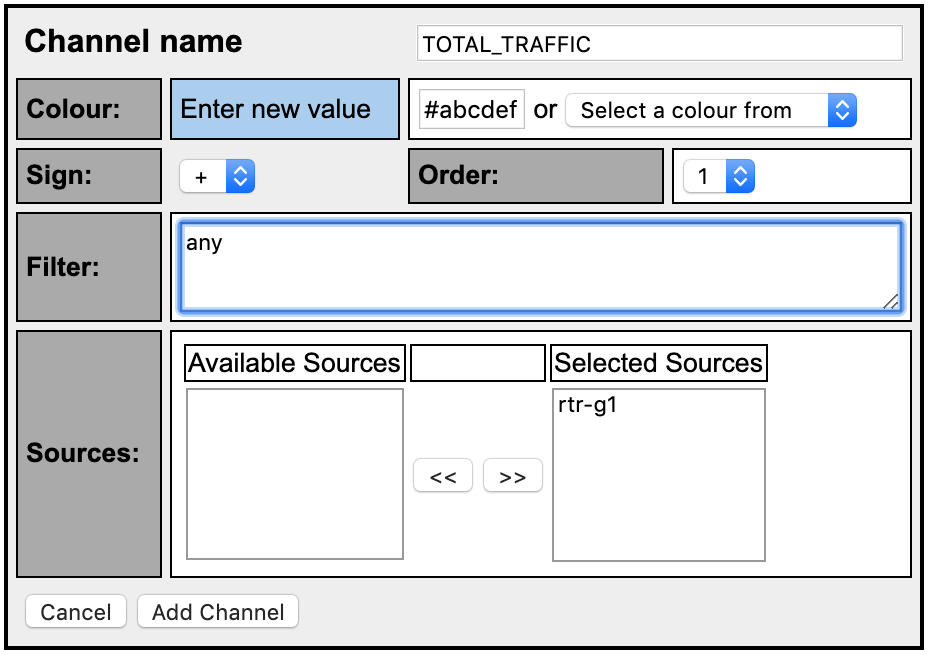 Channel name TOTAL_TRAFFIC
Colour: Enter new value #abcdef or Select a colour from
Sign: + Order: 1
Filter: any
Available Sources Selected Sources
rtr-g1
Sources: << >>
Cancel Add Channel